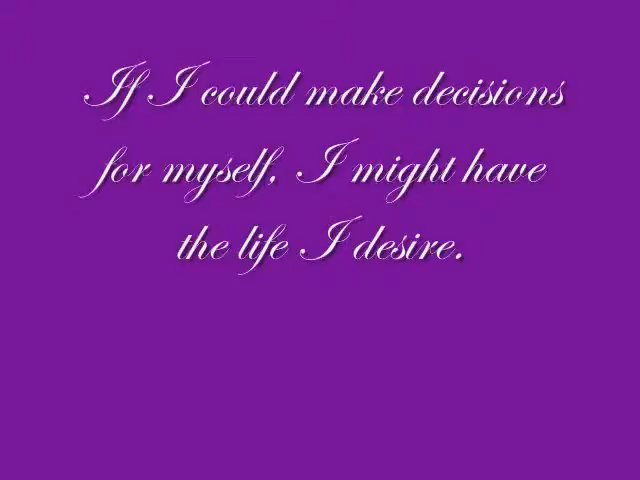 If I could make decisions
for myself, I might have
the life I desire.